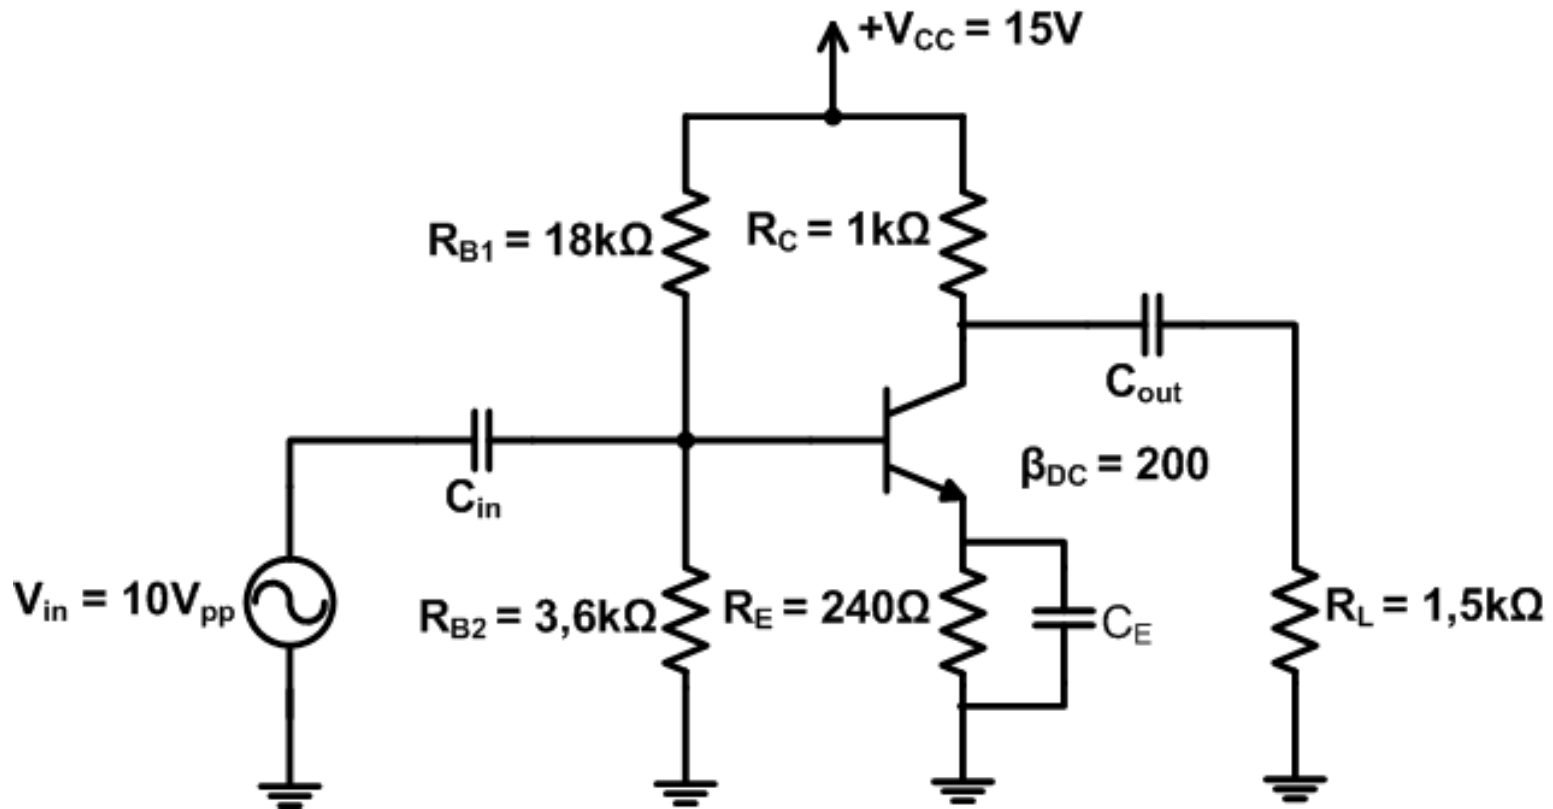 +V_CC = 15V
R_B1 = 18kΩ
R_C = 1kΩ
C_out
C_in
β_DC = 200
V_in = 10V_pp
R_B2 = 3,6kΩ
R_E = 240Ω
C_E
R_L = 1,5kΩ